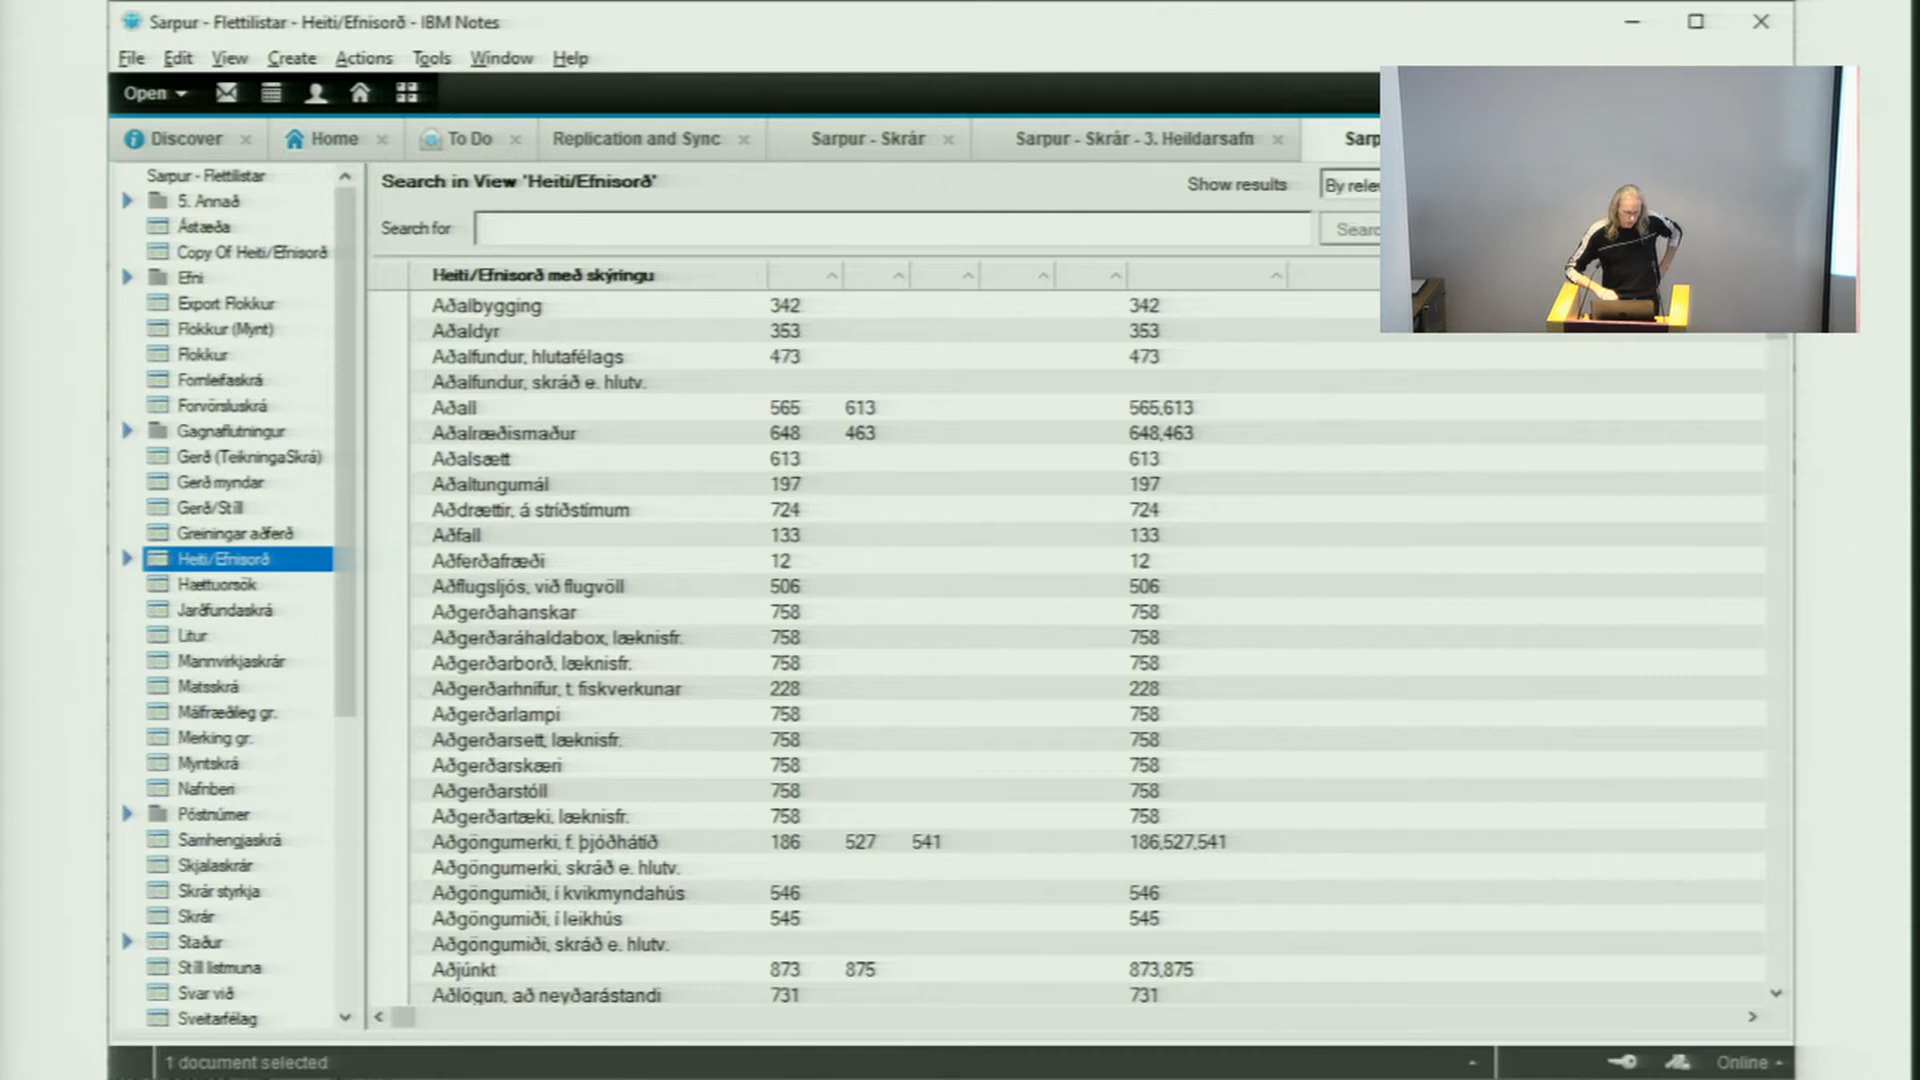 Sarpur - Flettilistar - Heiti/Efnisorð - IBM Notes
File Edit View Create Actions Tools Window Help
Open
Discover Home To Do Replication and Sync Sarpur - Skrár Sarpur - Skrár - 3. Heildarsafn Sarp
Sarpur - Flettilistar
5. Annað
Ástæða
Copy Of Heiti/Efnisorð
Efni
Export Flokkur
Flokkur (Mynt)
Flokkur
Fornleifaskrá
Forvörsluskrá
Gagnaflutningur
Gerð (TeikningaSkrá)
Gerð myndar
Gerð/Still
Greiningar aðferð
Heiti/Efnisorð
Hættuorsök
Jarðfundaskrá
Litur
Mannvirkjaskrár
Matsskrá
Málfræðileg gr.
Merking gr.
Myntskrá
Nafnberi
Póstnúmer
Samhengjaskrá
Skjalaskrár
Skrár styrkja
Skrár
Staður
Still listmuna
Svar við
Sveitarfélag
Search in View 'Heiti/Efnisorð'
Show results By rele
Search for Searc
Heiti/Efnisorð með skýringu
Aðalbygging 342 342
Aðaldyr 353 353
Aðalfundur, hlutafélags 473 473
Aðalfundur, skráð e. hlutv.
Aðall 565 613 565,613
Aðalræðismaður 648 463 648,463
Aðalsætt 613 613
Aðaltungumál 197 197
Aðdrættir, á stríðstímum 724 724
Aðfall 133 133
Aðferðafræði 12 12
Aðflugsljós, við flugvöll 506 506
Aðgerðahanskar 758 758
Aðgerðaráhaldabox, læknisfr. 758 758
Aðgerðarborð, læknisfr. 758 758
Aðgerðarhnífur, t. fiskverkunar 228 228
Aðgerðarlampi 758 758
Aðgerðarsett, læknisfr. 758 758
Aðgerðarskæri 758 758
Aðgerðarstóll 758 758
Aðgerðartæki, læknisfr. 758 758
Aðgöngumerki, f. þjóðhátíð 186 527 541 186,527,541
Aðgöngumerki, skráð e. hlutv.
Aðgöngumiði, í kvikmyndahús 546 546
Aðgöngumiði, í leikhús 545 545
Aðgöngumiði, skráð e. hlutv.
Aðjúnkt 873 875 873,875
Aðlögun, að neyðarástandi 731 731
1 document selected
Online